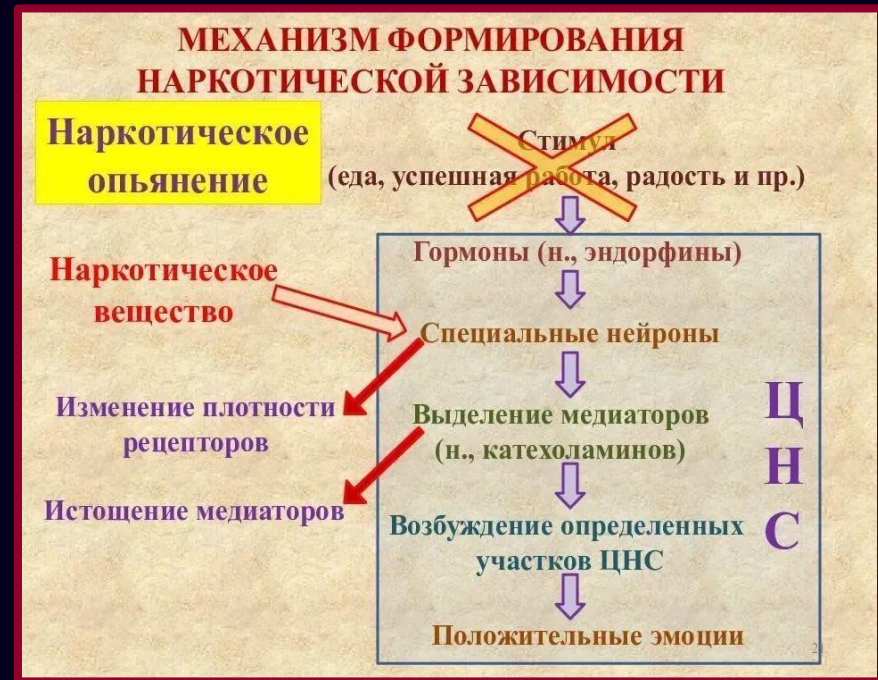 МЕХАНИЗМ ФОРМИРОВАНИЯ
НАРКОТИЧЕСКОЙ ЗАВИСИМОСТИ
Наркотическое
опьянение
Стимул
(еда, успешная работа, радость и пр.)
Гормоны (н., эндорфины)
Наркотическое
вещество
Специальные нейроны
Изменение плотности
рецепторов
Выделение медиаторов
(н., катехоламинов)
Истощение медиаторов
Возбуждение определенных
участков ЦНС
Положительные эмоции
Ц
Н
С
21